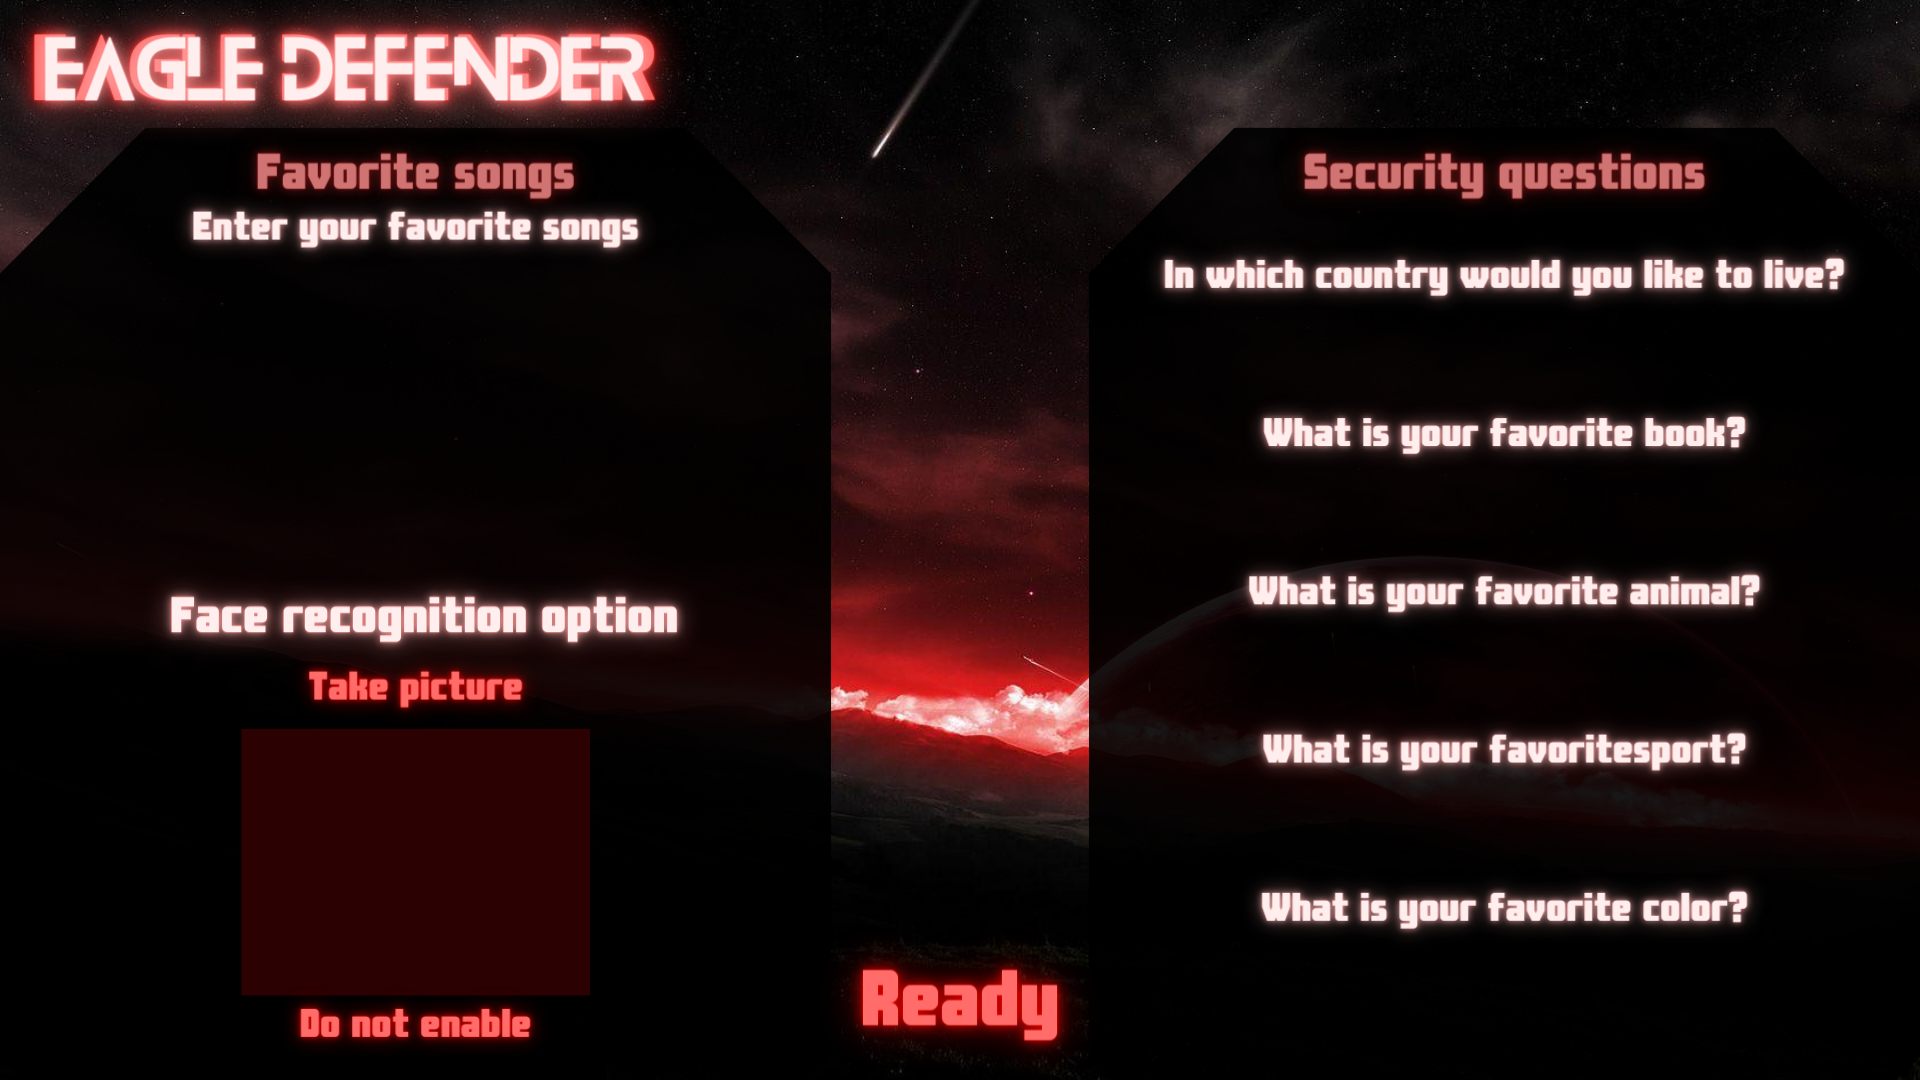 EAGLE DEFENDER
Favorite songs
Enter your favorite songs
Face recognition option
Take picture
Do not enable
Security questions
In which country would you like to live?
What is your favorite book?
What is your favorite animal?
What is your favoritesport?
What is your favorite color?
Ready